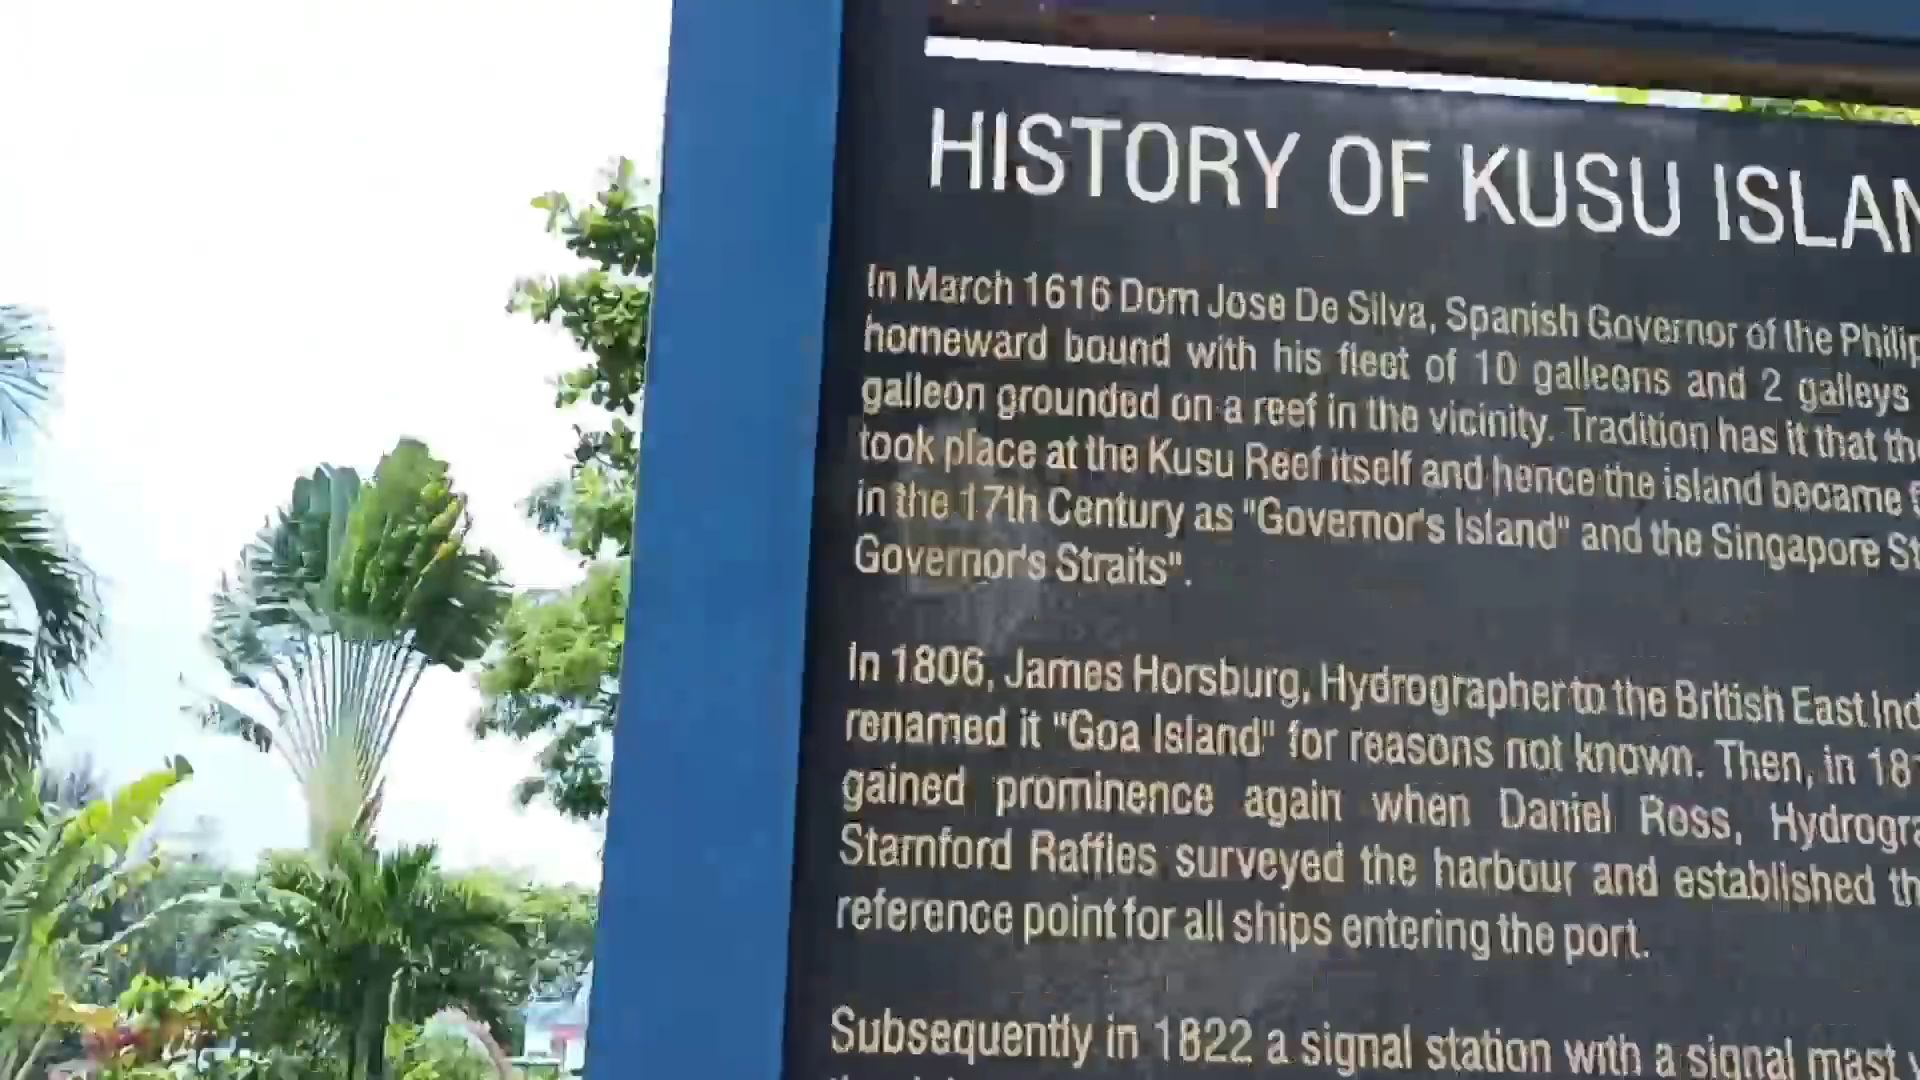 HISTORY OF KUSU ISLAN
In March 1616 Dom Jose De Silva, Spanish Governor of the Philip
homeward bound with his fleet of 10 galleons and 2 galleys
galleon grounded on a reef in the vicinity. Tradition has it that th
took place at the Kusu Reef itself and hence the island became
in the 17th Century as "Governor's Island" and the Singapore St
Governor's Straits".
In 1806, James Horsburg, Hydrographer to the British East Ind
renamed it "Goa Island" for reasons not known. Then, in 181
gained prominence again when Daniel Ross, Hydrogra
Stamford Raffles surveyed the harbour and established th
reference point for all ships entering the port.
Subsequently in 1822 a signal station with a signal mast